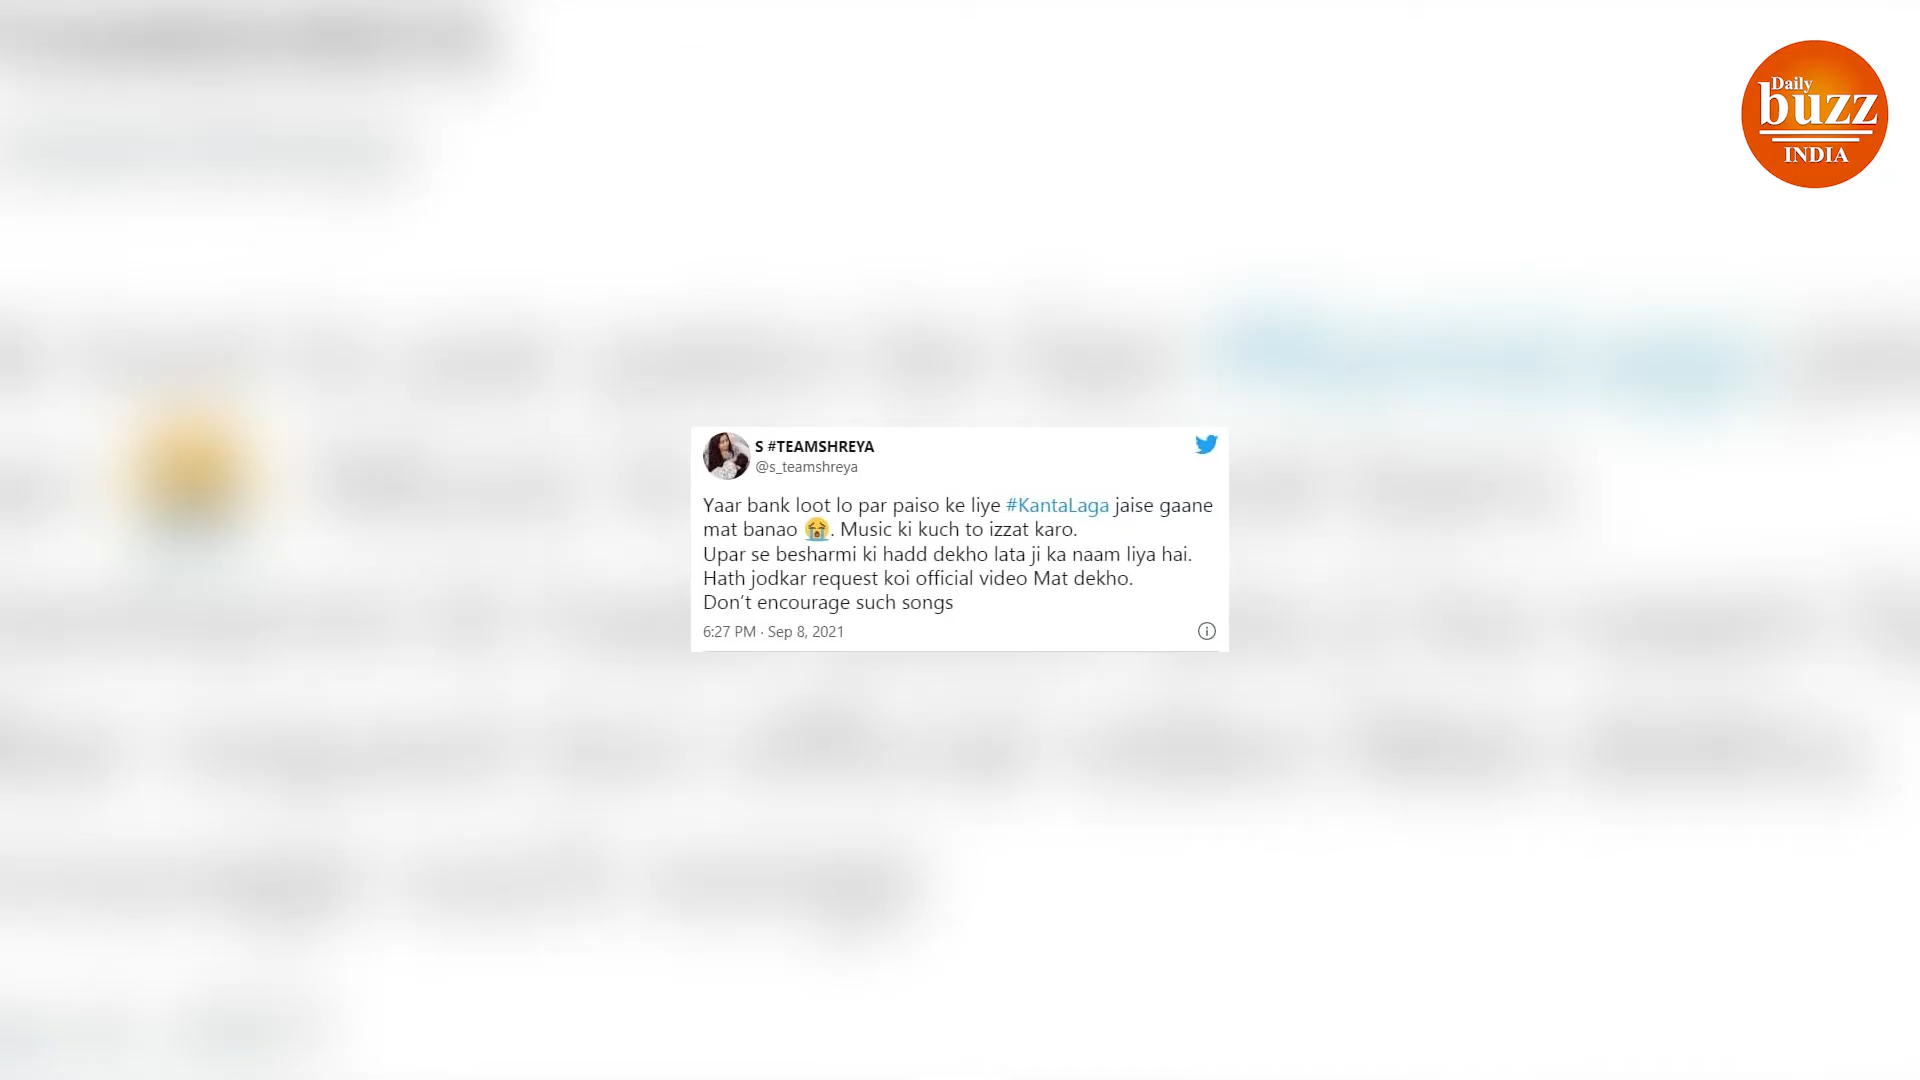 Daily
buzz
INDIA
S #TEAMSHREYA
@s_teamshreya
Yaar bank loot lo par paiso ke liye #KantaLaga jaise gaane
mat banao 😭. Music ki kuch to izzat karo.
Upar se besharmi ki hadd dekho lata ji ka naam liya hai.
Hath jodkar request koi official video Mat dekho.
Don’t encourage such songs
6:27 PM · Sep 8, 2021